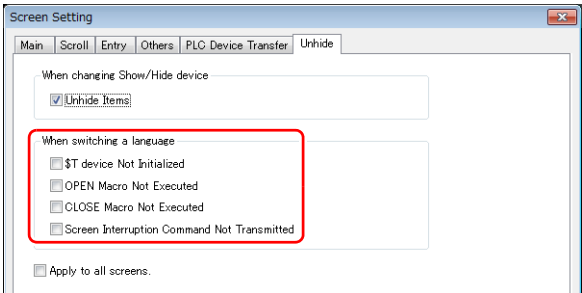 Screen Setting
Main Scroll Entry Others PLC Device Transfer Unhide
When changing Show/Hide device
Unhide Items
When switching a language
$T device Not Initialized
OPEN Macro Not Executed
CLOSE Macro Not Executed
Screen Interruption Command Not Transmitted
Apply to all screens.